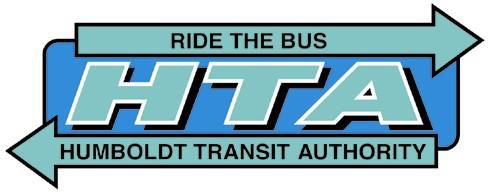 RIDE THE BUS
HTA
HUMBOLDT TRANSIT AUTHORITY